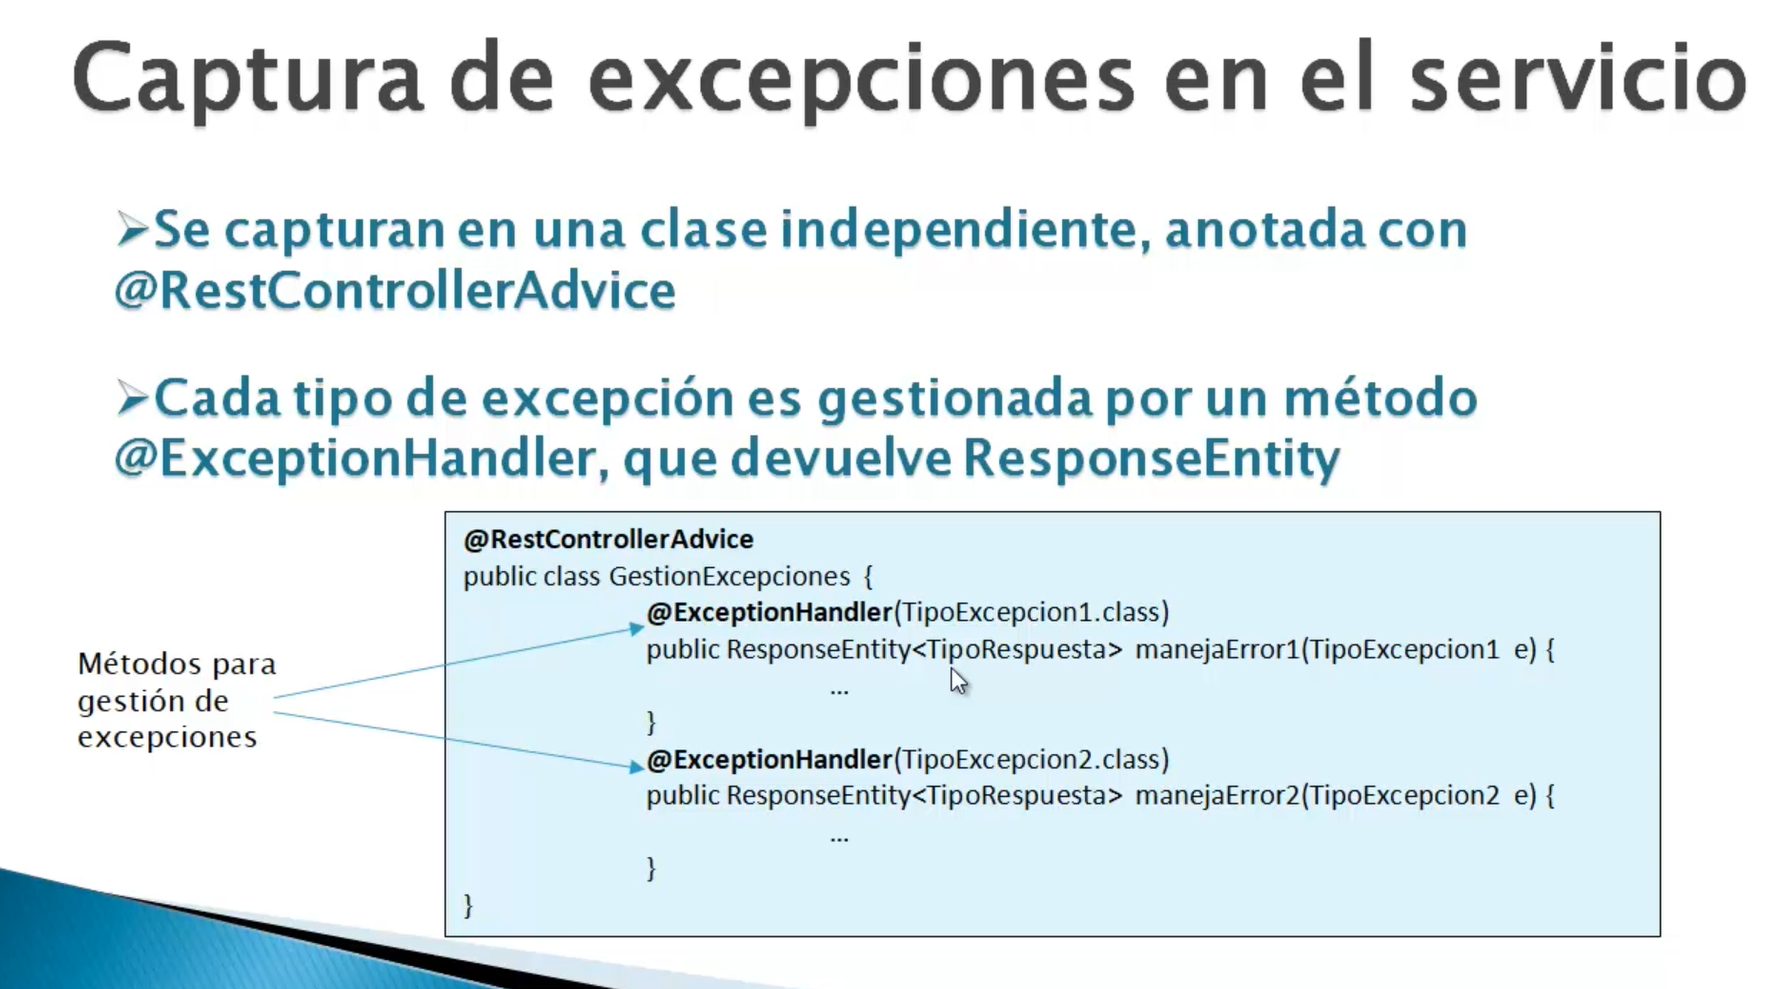 Captura de excepciones en el servicio
➢Se capturan en una clase independiente, anotada con
@RestControllerAdvice
➢Cada tipo de excepción es gestionada por un método
@ExceptionHandler, que devuelve ResponseEntity
@RestControllerAdvice
public class GestionExcepciones {
@ExceptionHandler(TipoExcepcion1.class)
public ResponseEntity<TipoRespuesta> manejaError1(TipoExcepcion1 e) {
...
}
@ExceptionHandler(TipoExcepcion2.class)
public ResponseEntity<TipoRespuesta> manejaError2(TipoExcepcion2 e) {
...
}
}
Métodos para
gestión de
excepciones